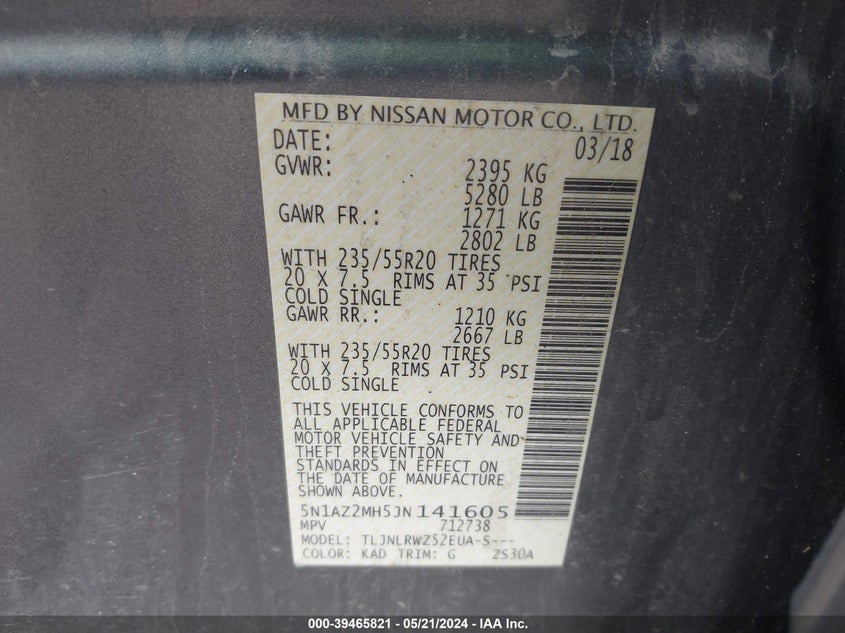 MFD BY NISSAN MOTOR CO., LTD.
DATE: 03/18
GVWR: 2395 KG
5280 LB
GAWR FR.: 1271 KG
2802 LB
WITH 235/55R20 TIRES
20 X 7.5 RIMS AT 35 PSI
COLD SINGLE
GAWR RR.: 1210 KG
2667 LB
WITH 235/55R20 TIRES
20 X 7.5 RIMS AT 35 PSI
COLD SINGLE
THIS VEHICLE CONFORMS TO
ALL APPLICABLE FEDERAL
MOTOR VEHICLE SAFETY AND
THEFT PREVENTION
STANDARDS IN EFFECT ON
THE DATE OF MANUFACTURE
SHOWN ABOVE.
5N1AZ2MH5JN141605
MPV 712738
MODEL: TLJNLRWZ52EUA-S---
COLOR: KAD TRIM: G ZS30A
000-39465821 - 05/21/2024 - IAA Inc.